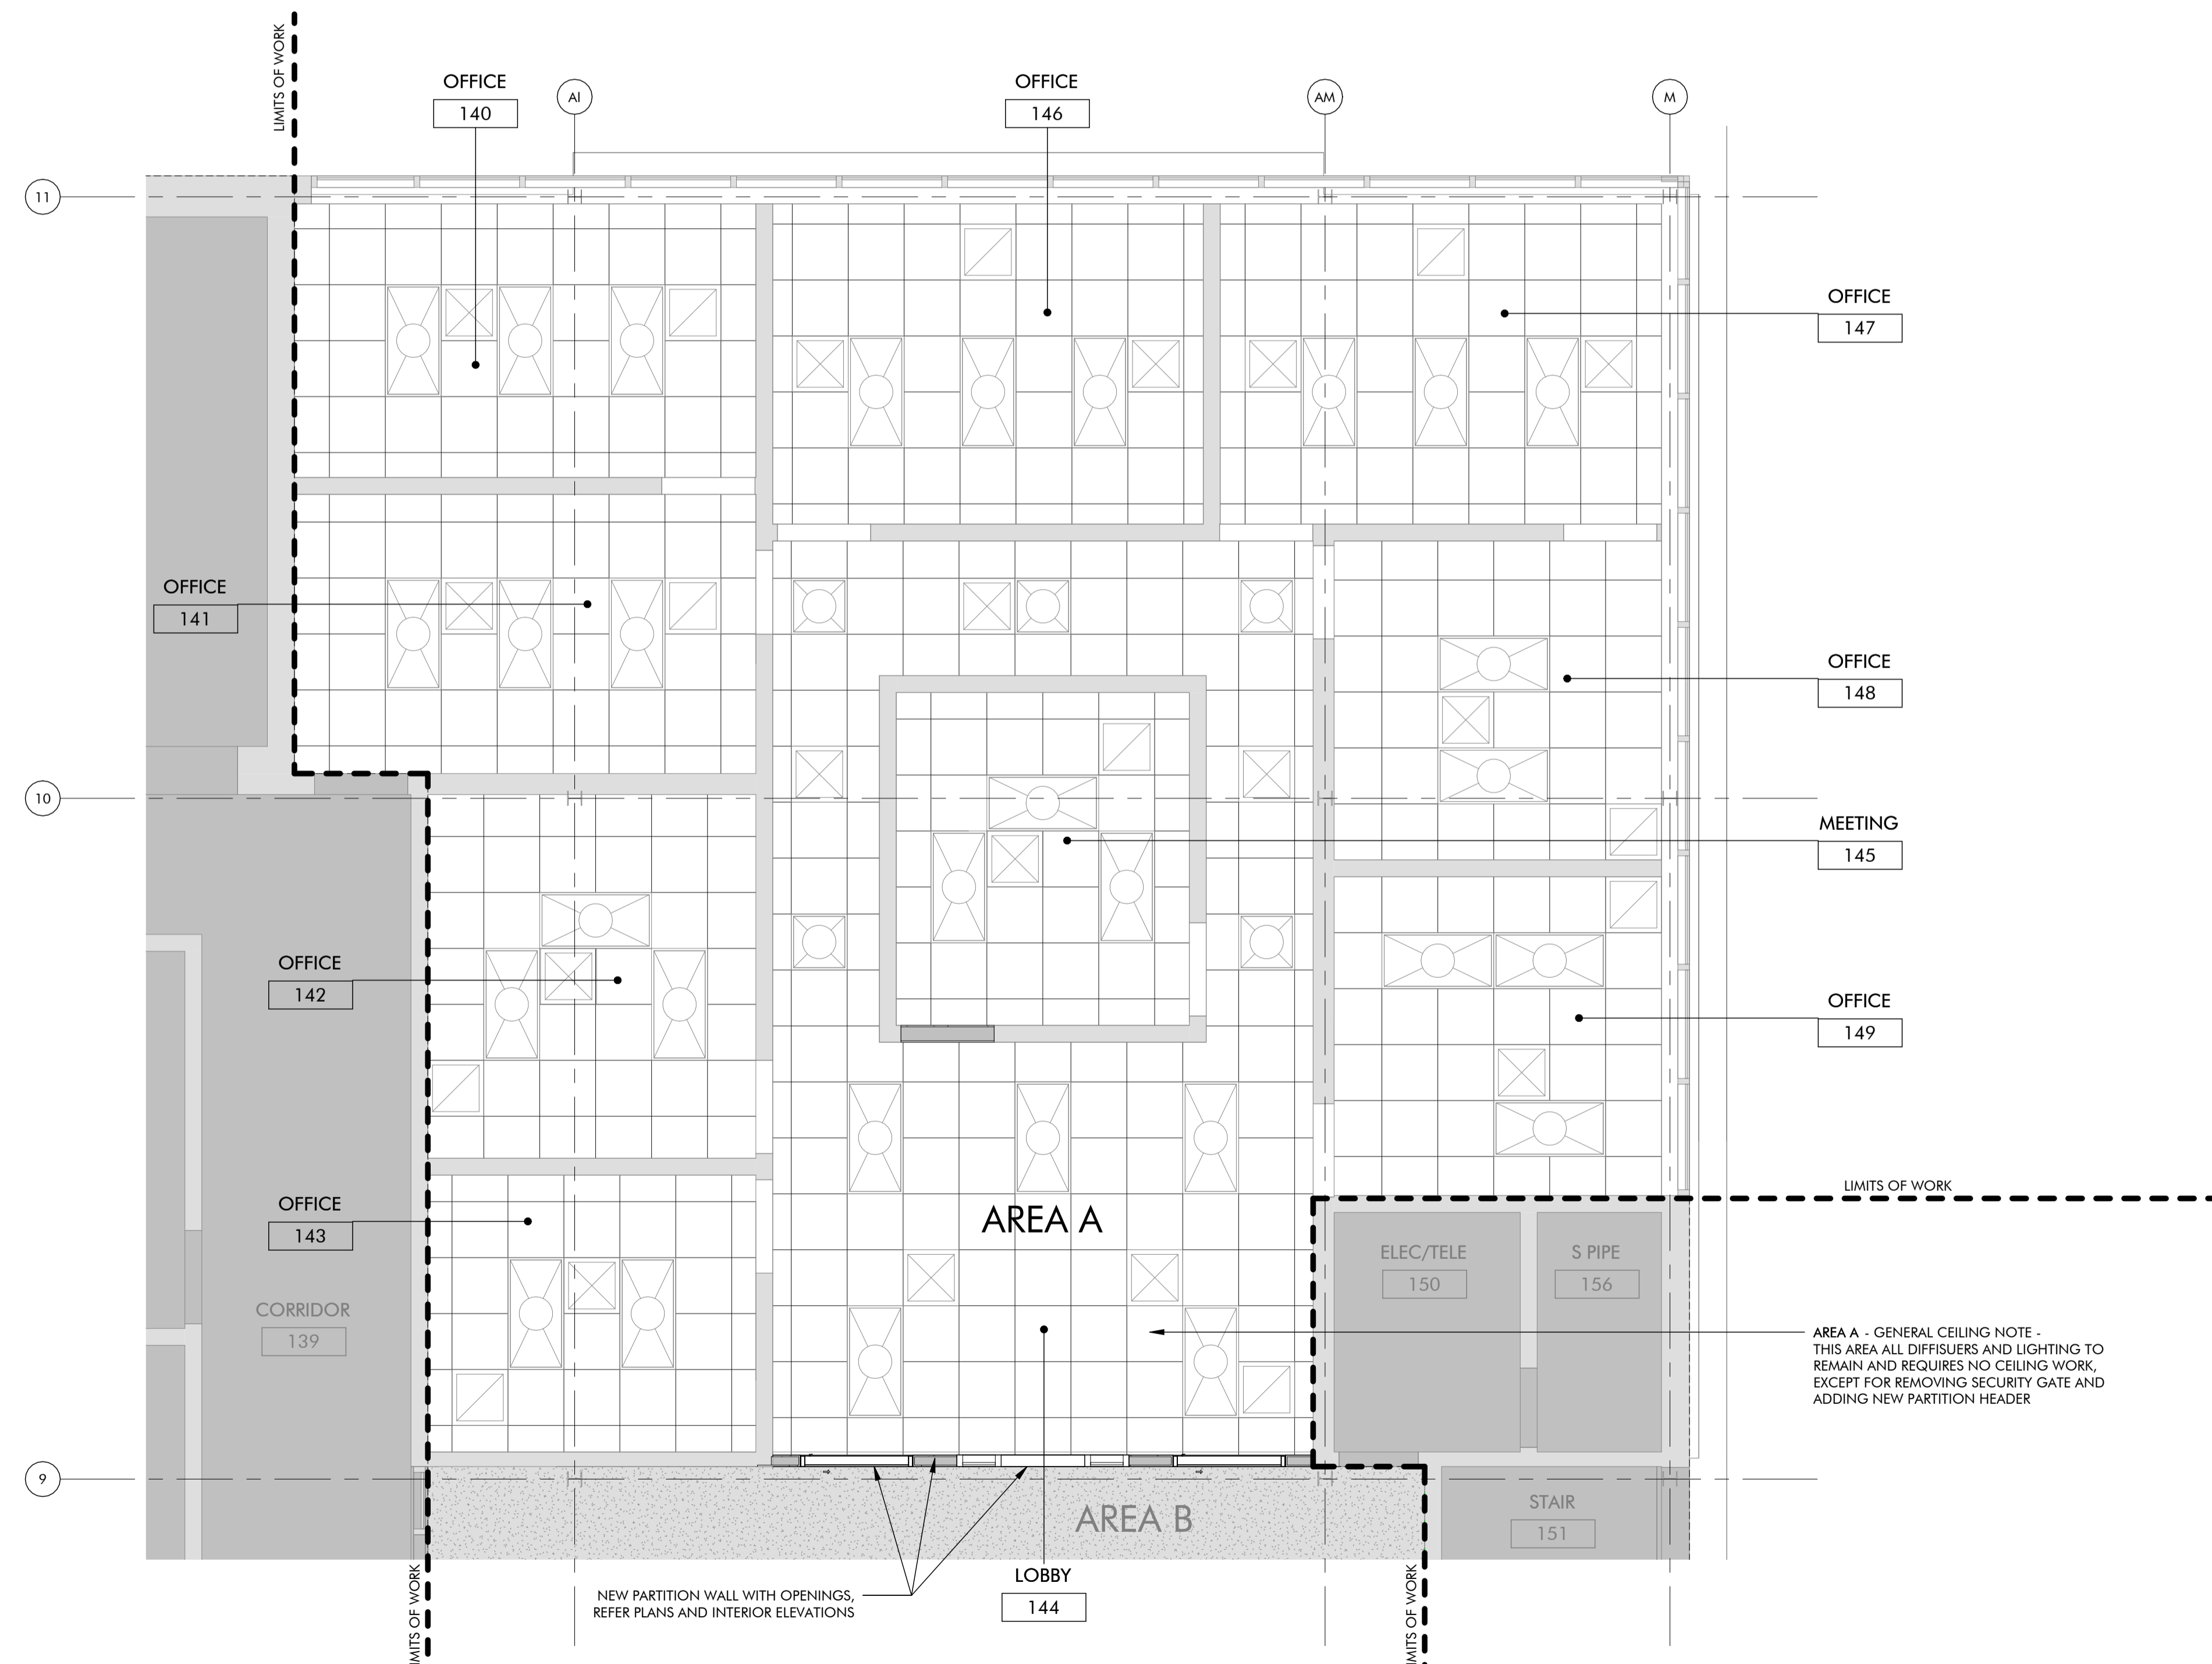 LIMITS OF WORK
OFFICE
140
AI
OFFICE
146
AM
M
11
OFFICE
147
OFFICE
141
OFFICE
148
10
MEETING
145
OFFICE
142
OFFICE
149
LIMITS OF WORK
OFFICE
143
AREA A
ELEC/TELE
150
S PIPE
156
CORRIDOR
139
AREA A - GENERAL CEILING NOTE -
THIS AREA ALL DIFFISUERS AND LIGHTING TO
REMAIN AND REQUIRES NO CEILING WORK,
EXCEPT FOR REMOVING SECURITY GATE AND
ADDING NEW PARTITION HEADER
9
AREA B
STAIR
151
NEW PARTITION WALL WITH OPENINGS,
REFER PLANS AND INTERIOR ELEVATIONS
LOBBY
144
IMITS OF WORK
IMITS OF WORK